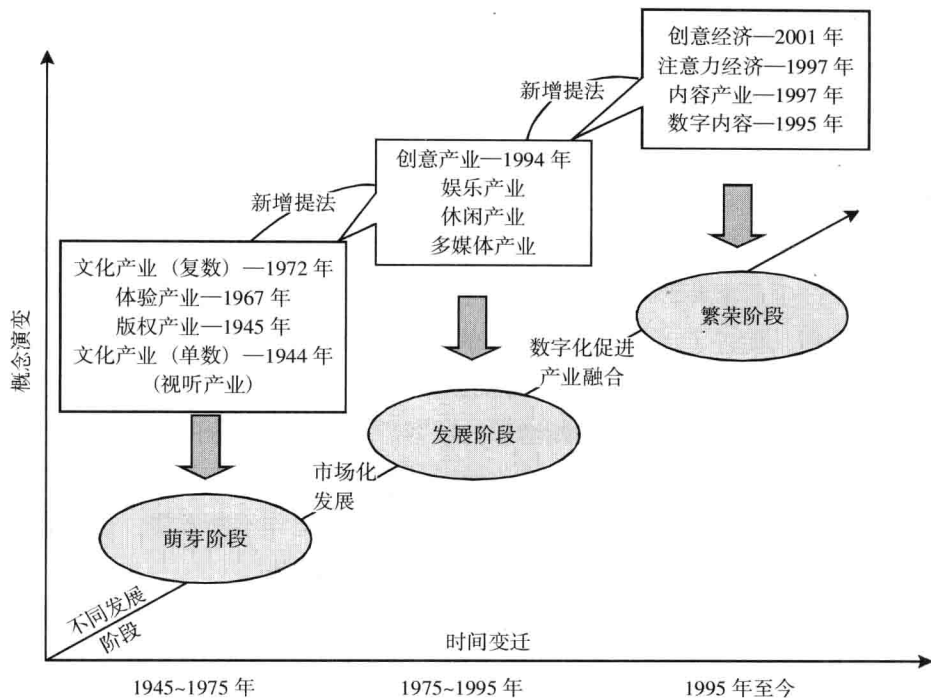 创意经济—2001 年
注意力经济—1997 年
内容产业—1997 年
数字内容—1995 年
新增提法
创意产业—1994 年
娱乐产业
休闲产业
多媒体产业
新增提法
文化产业（复数）—1972 年
体验产业—1967 年
版权产业—1945 年
文化产业（单数）—1944 年
(视听产业)
概念演变
繁荣阶段
数字化促进
产业融合
发展阶段
市场化
发展
萌芽阶段
不同发展
阶段
时间变迁
1945~1975 年
1975~1995 年
1995 年至今